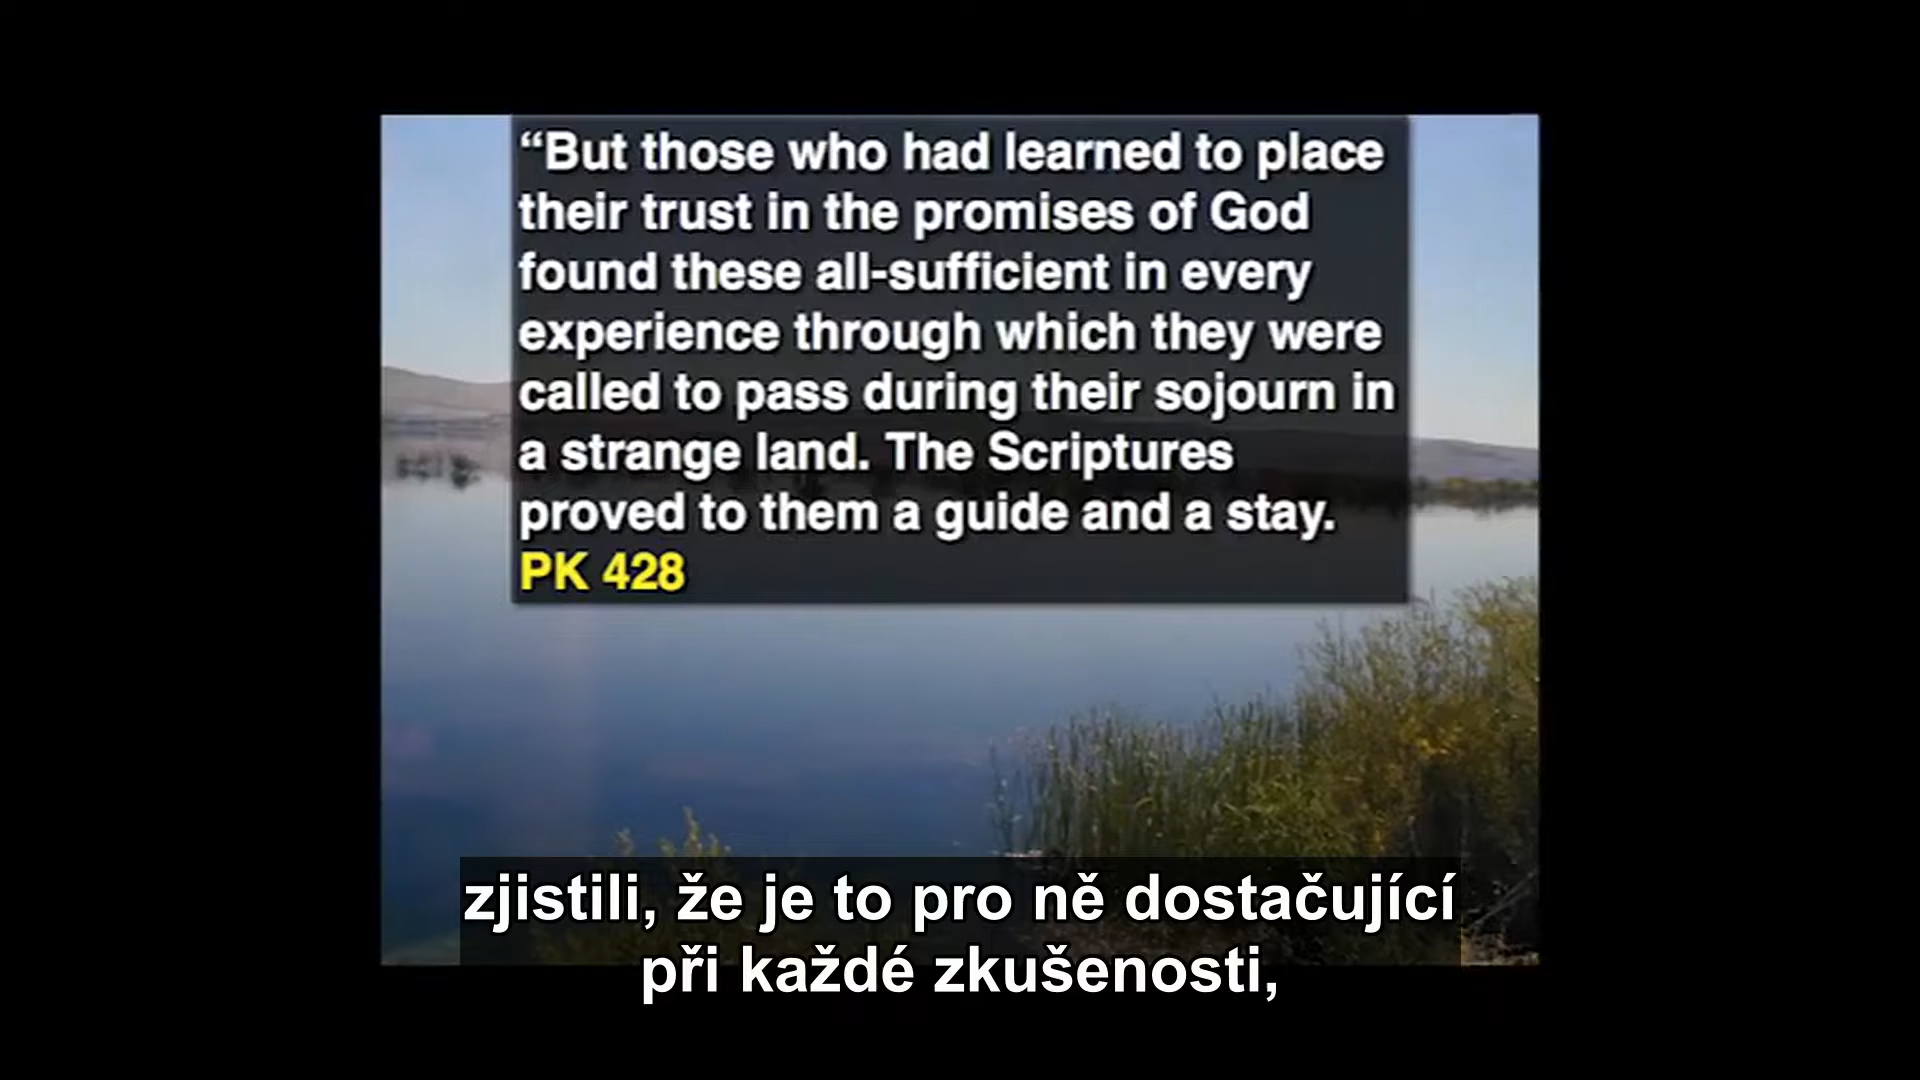 “But those who had learned to place
their trust in the promises of God
found these all-sufficient in every
experience through which they were
called to pass during their sojourn in
a strange land. The Scriptures
proved to them a guide and a stay.
PK 428
zjistili, že je to pro ně dostačující
při každé zkušenosti,